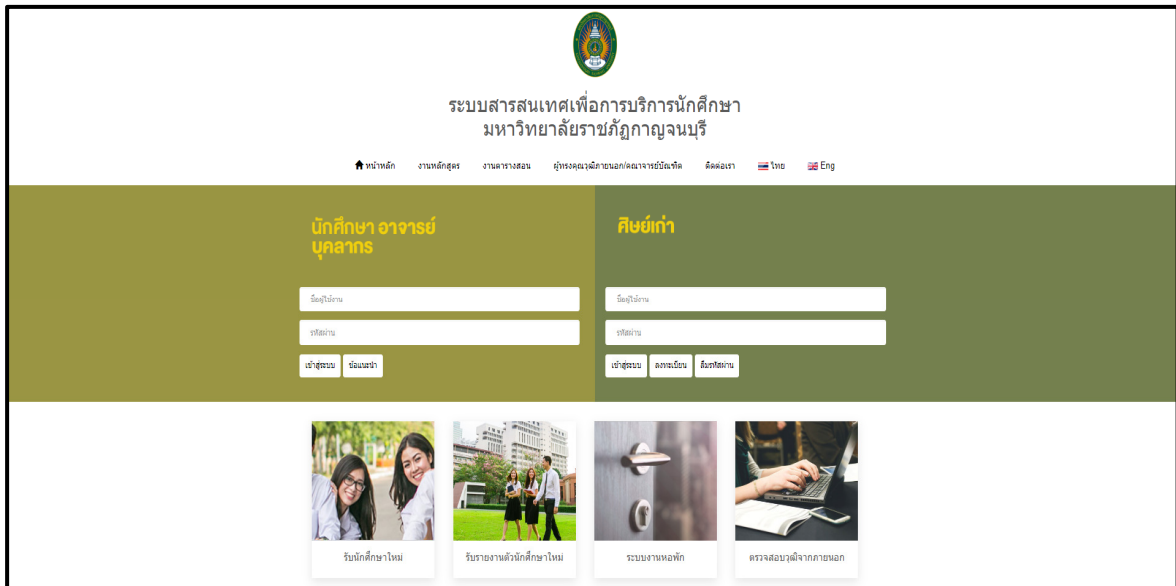 ระบบสารสนเทศเพื่อการบริการนักศึกษา
มหาวิทยาลัยราชภัฏกาญจนบุรี
หน้าหลัก งานหลักสูตร งานตารางสอน ผู้ทรงคุณวุฒิภายนอก/คณาจารย์บัณฑิต ติดต่อเรา ไทย Eng
นักศึกษา อาจารย์
บุคลากร
ชื่อผู้ใช้งาน
รหัสผ่าน
เข้าสู่ระบบ ข้อแนะนำ
ศิษย์เก่า
ชื่อผู้ใช้งาน
รหัสผ่าน
เข้าสู่ระบบ ลงทะเบียน ลืมรหัสผ่าน
รับนักศึกษาใหม่ รับรายงานตัวนักศึกษาใหม่ ระบบงานหอพัก ตรวจสอบวุฒิจากภายนอก